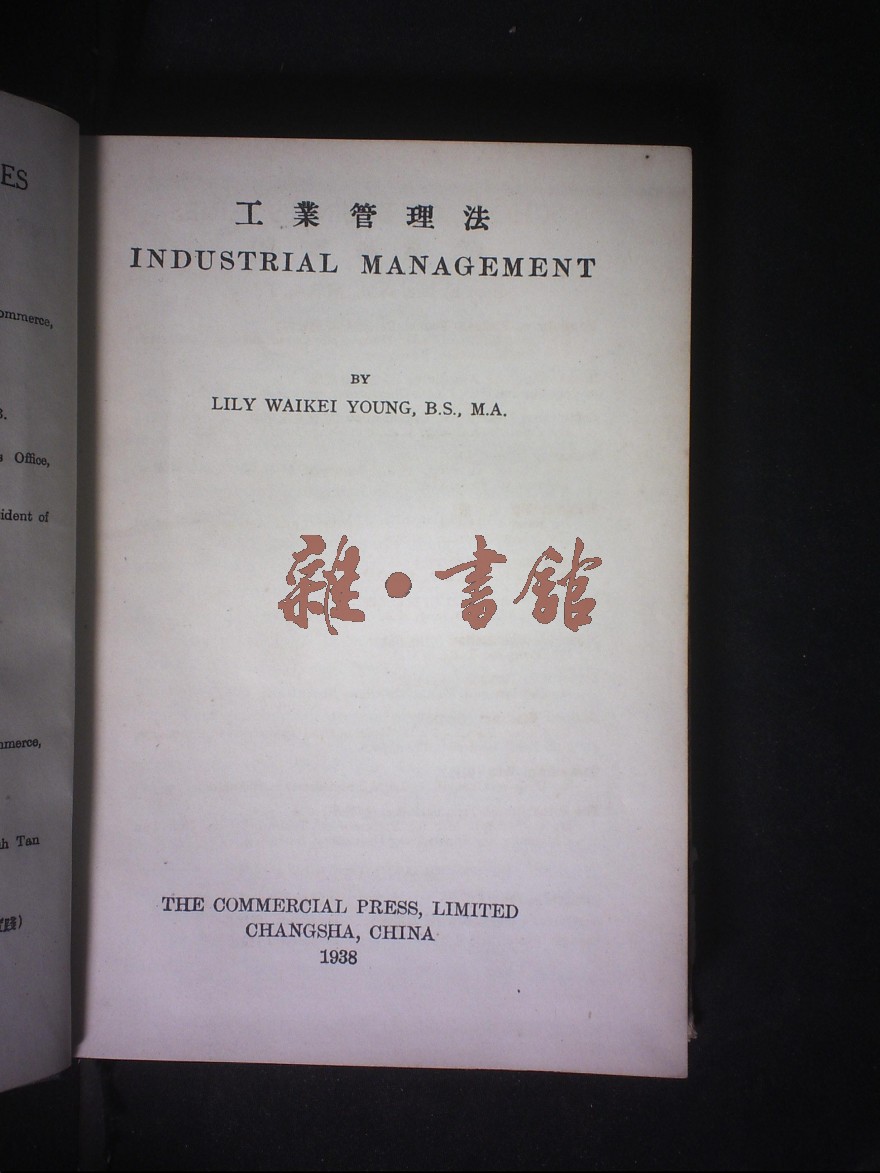 ES
ommerce,
3.
s Office,
ident of
mmerce,
h Tan
工業管理法
INDUSTRIAL MANAGEMENT
BY
LILY WAIKEI YOUNG, B.S., M.A.
雜·書館
THE COMMERCIAL PRESS, LIMITED
CHANGSHA, CHINA
1938